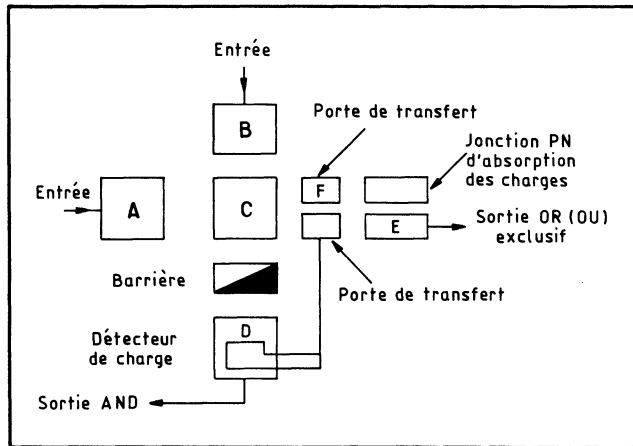 Entrée
Porte de transfert
B
Jonction PN
d'absorption
des charges
F
Entrée
A
C
E
Sortie OR (OU)
exclusif
Barrière
Porte de transfert
Détecteur
de charge
D
Sortie AND